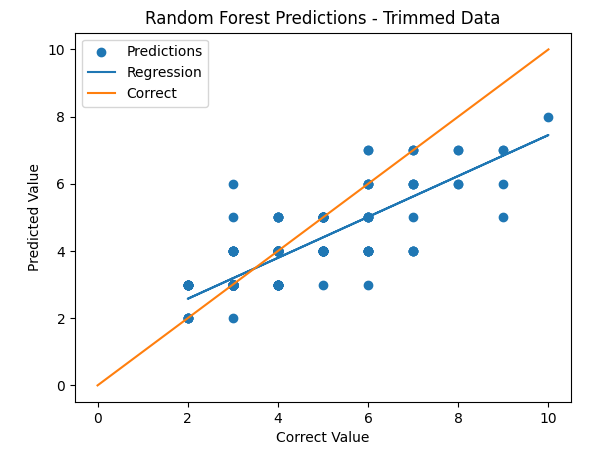 Random Forest Predictions - Trimmed Data
Predictions
Regression
Correct
Predicted Value
10
8
6
4
2
0
0 2 4 6 8 10
Correct Value